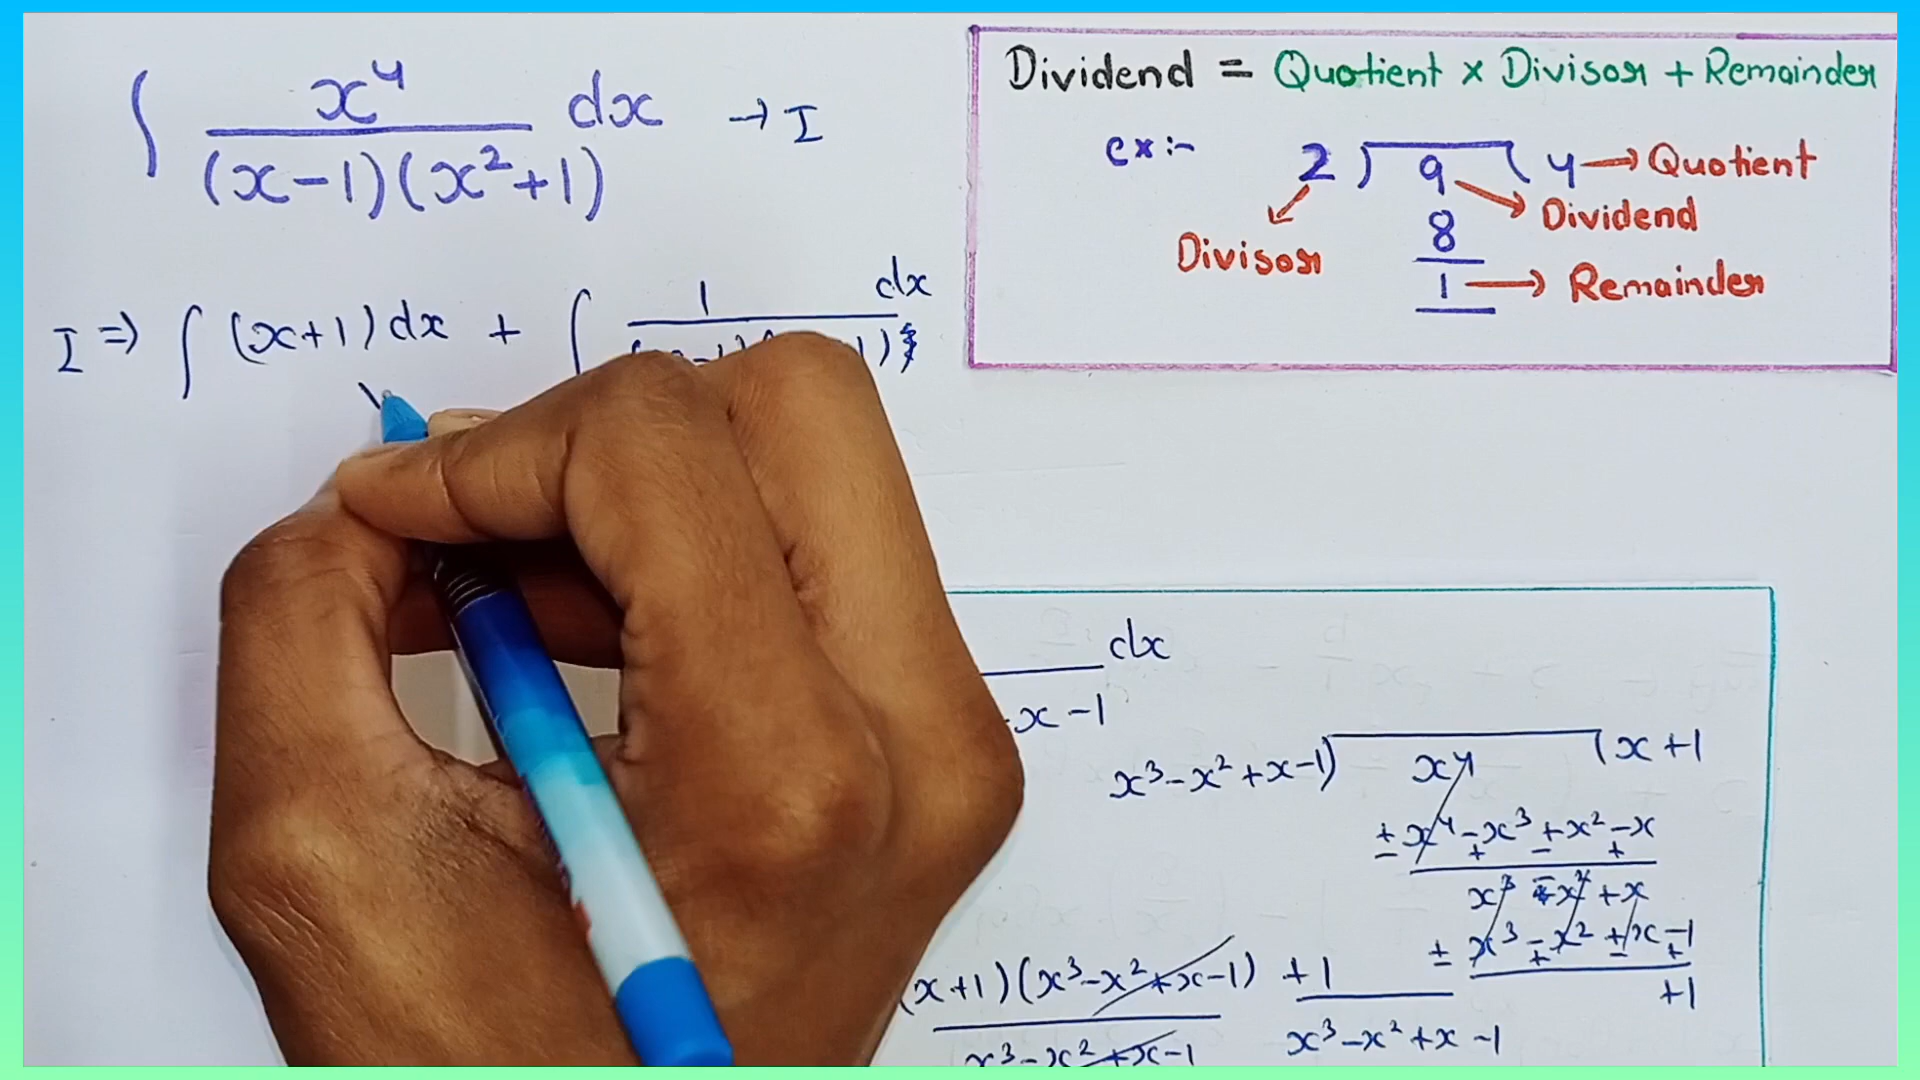 ∫ x⁴ / (x-1)(x²+1) dx → I
I ⇒ ∫ (x+1) dx + ∫ 1 / dx
Dividend = Quotient × Divisor + Remainder
ex:- 2 ) 9 ( 4 → Quotient
Dividend
Divisor
8
1 → Remainder
dx
x-1
x³-x²+x-1 ) x⁴ ( x+1
± x⁴ -x³ +x² -x
- + - +
x³ -x² +x
± x³ -x² +x -1
+ - +
+1
(x+1)(x³-x²+x-1) +1
x³-x²+x-1 x³-x²+x-1